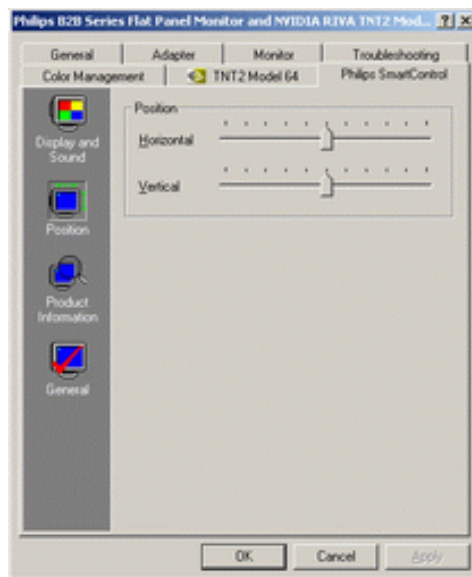 Philips B2B Series Flat Panel Monitor and NVIDIA RIVA TNT2 Mod...
General Adapter Monitor Troubleshooting
Color Management TNT2 Model 64 Philips SmartControl
Display and
Sound
Position
Product
Information
General
Position
Horizontal
Vertical
OK Cancel Apply